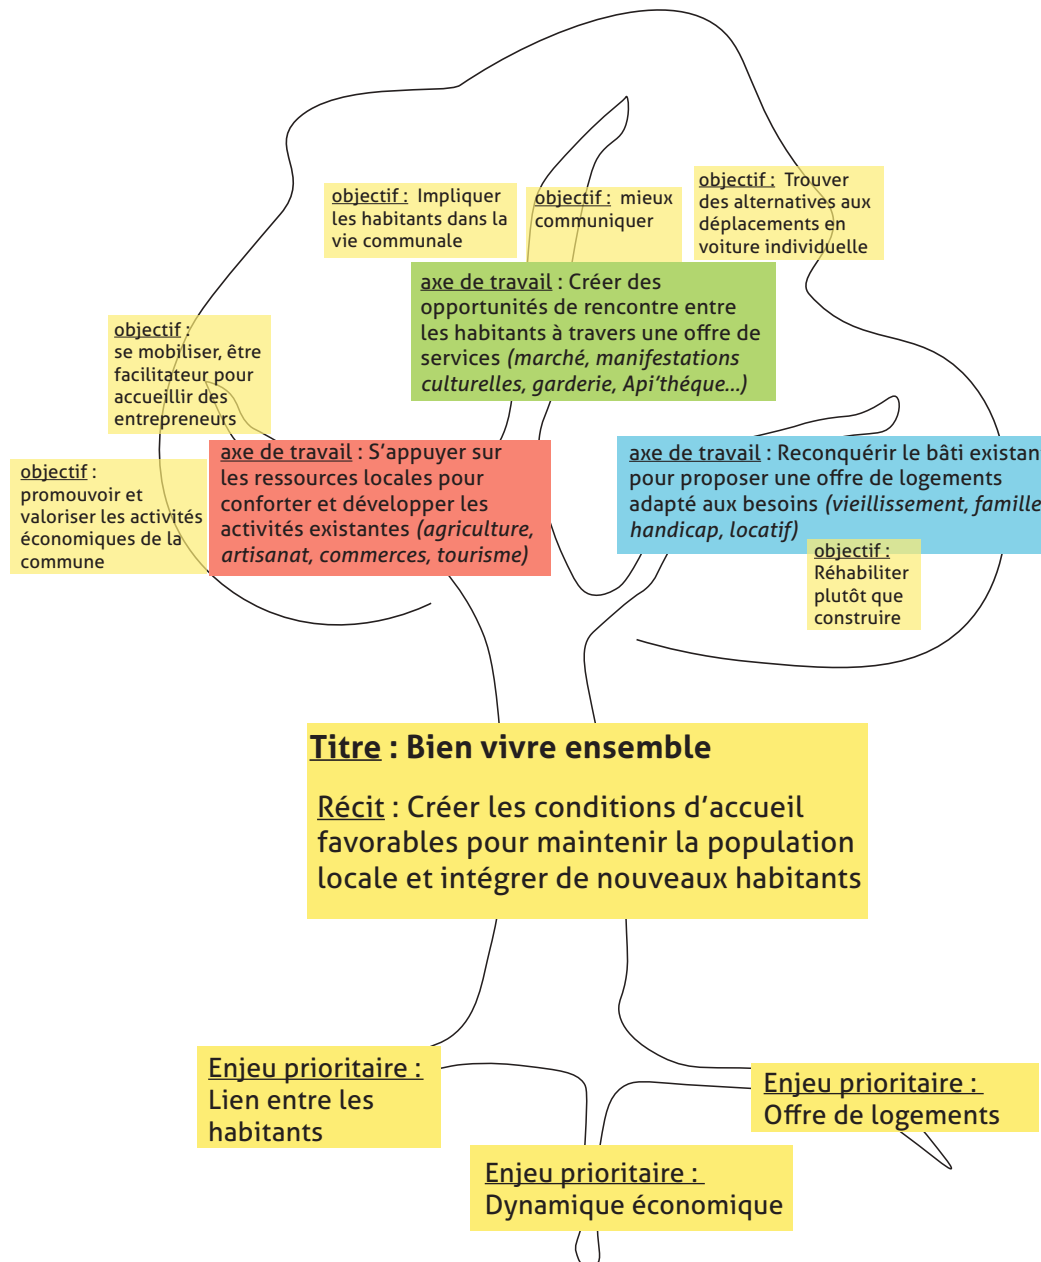 objectif : Impliquer
les habitants dans la
vie communale
objectif : mieux
communiquer
objectif : Trouver
des alternatives aux
déplacements en
voiture individuelle
axe de travail : Créer des
opportunités de rencontre entre
les habitants à travers une offre de
services (marché, manifestations
culturelles, garderie, Api'théque...)
objectif :
se mobiliser, être
facilitateur pour
accueillir des
entrepreneurs
objectif :
promouvoir et
valoriser les activités
économiques de la
commune
axe de travail : S'appuyer sur
les ressources locales pour
conforter et développer les
activités existantes (agriculture,
artisanat, commerces, tourisme)
axe de travail : Reconquérir le bâti existan
pour proposer une offre de logements
adapté aux besoins (vieillissement, famille
handicap, locatif)
objectif :
Réhabiliter
plutôt que
construire
Titre : Bien vivre ensemble
Récit : Créer les conditions d'accueil
favorables pour maintenir la population
locale et intégrer de nouveaux habitants
Enjeu prioritaire :
Lien entre les
habitants
Enjeu prioritaire :
Offre de logements
Enjeu prioritaire :
Dynamique économique